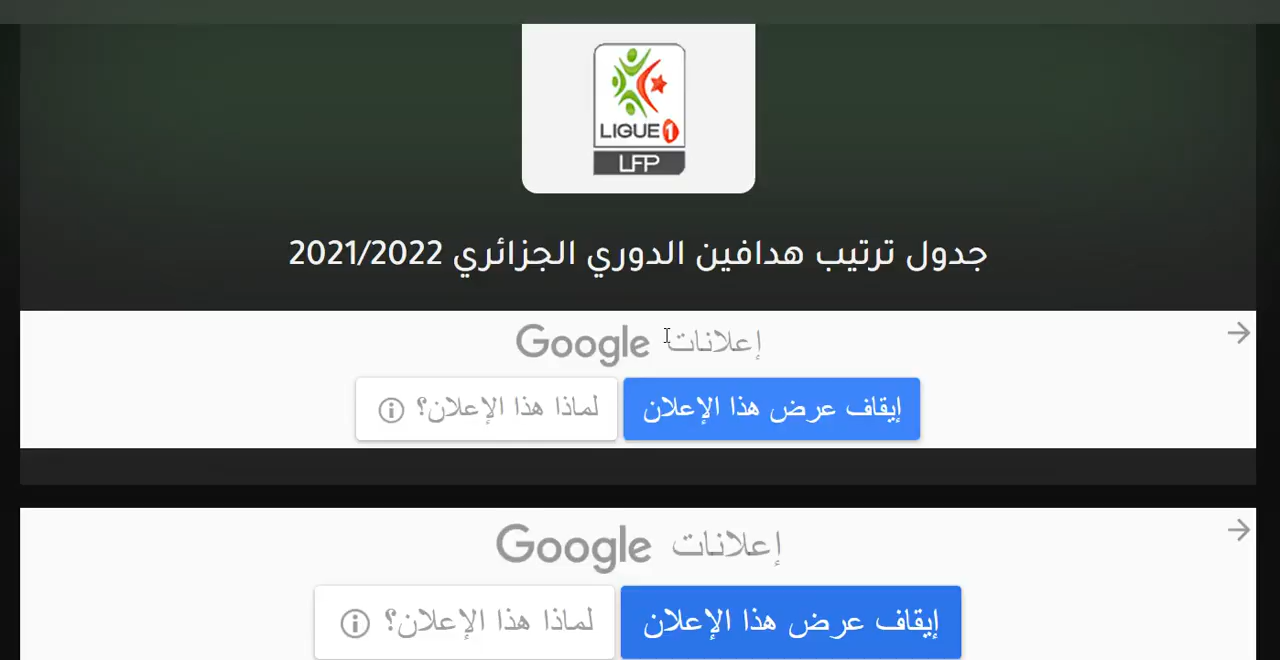 LIGUE 1
LFP
جدول ترتيب هدافين الدوري الجزائري 2021/2022
إعلانات Google
إيقاف عرض هذا الإعلان
لماذا هذا الإعلان؟
إعلانات Google
إيقاف عرض هذا الإعلان
لماذا هذا الإعلان؟